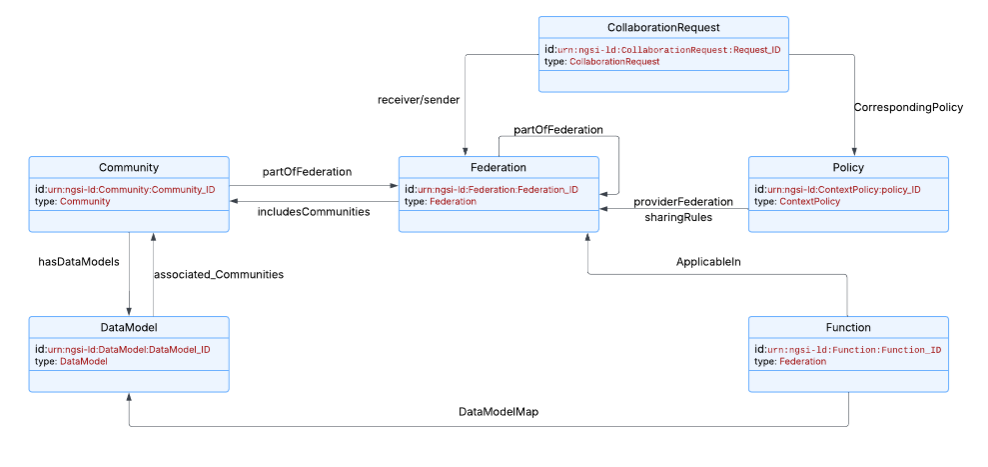 CollaborationRequest
id:urn:ngsi-ld:CollaborationRequest:Request_ID
type: CollaborationRequest
receiver/sender
CorrespondingPolicy
partOfFederation
Community
id:urn:ngsi-ld:Community:Community_ID
type: Community
partOfFederation
includesCommunities
Federation
id:urn:ngsi-ld:Federation:Federation_ID
type: Federation
providerFederation
sharingRules
Policy
id:urn:ngsi-ld:ContextPolicy:policy_ID
type: ContextPolicy
hasDataModels
associated_Communities
ApplicableIn
DataModel
id:urn:ngsi-ld:DataModel:DataModel_ID
type: DataModel
Function
id:urn:ngsi-ld:Function:Function_ID
type: Federation
DataModelMap